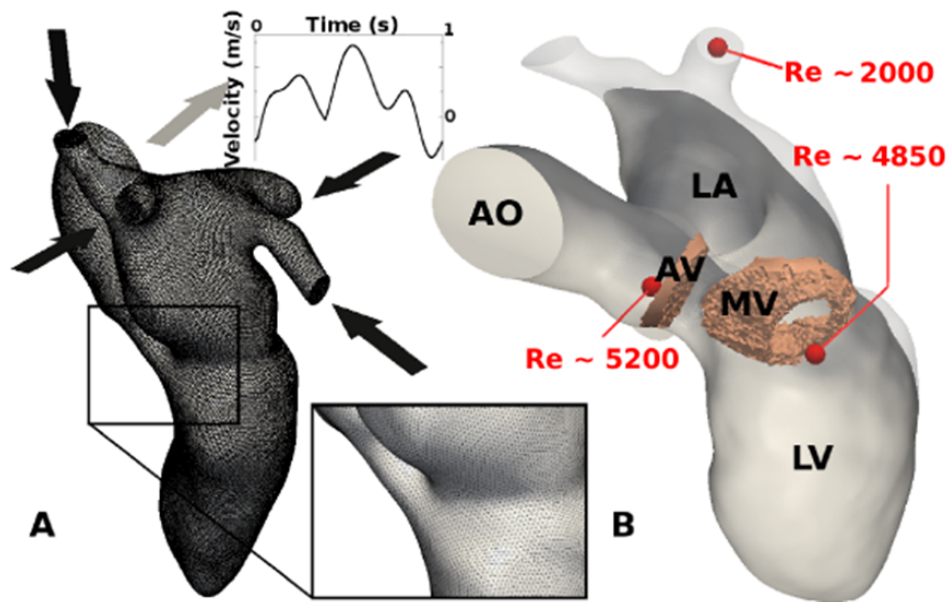 Time (s)
0
1
Velocity (m/s)
0
Re ~ 2000
Re ~ 4850
LA
AO
AV
MV
Re ~ 5200
LV
A
B